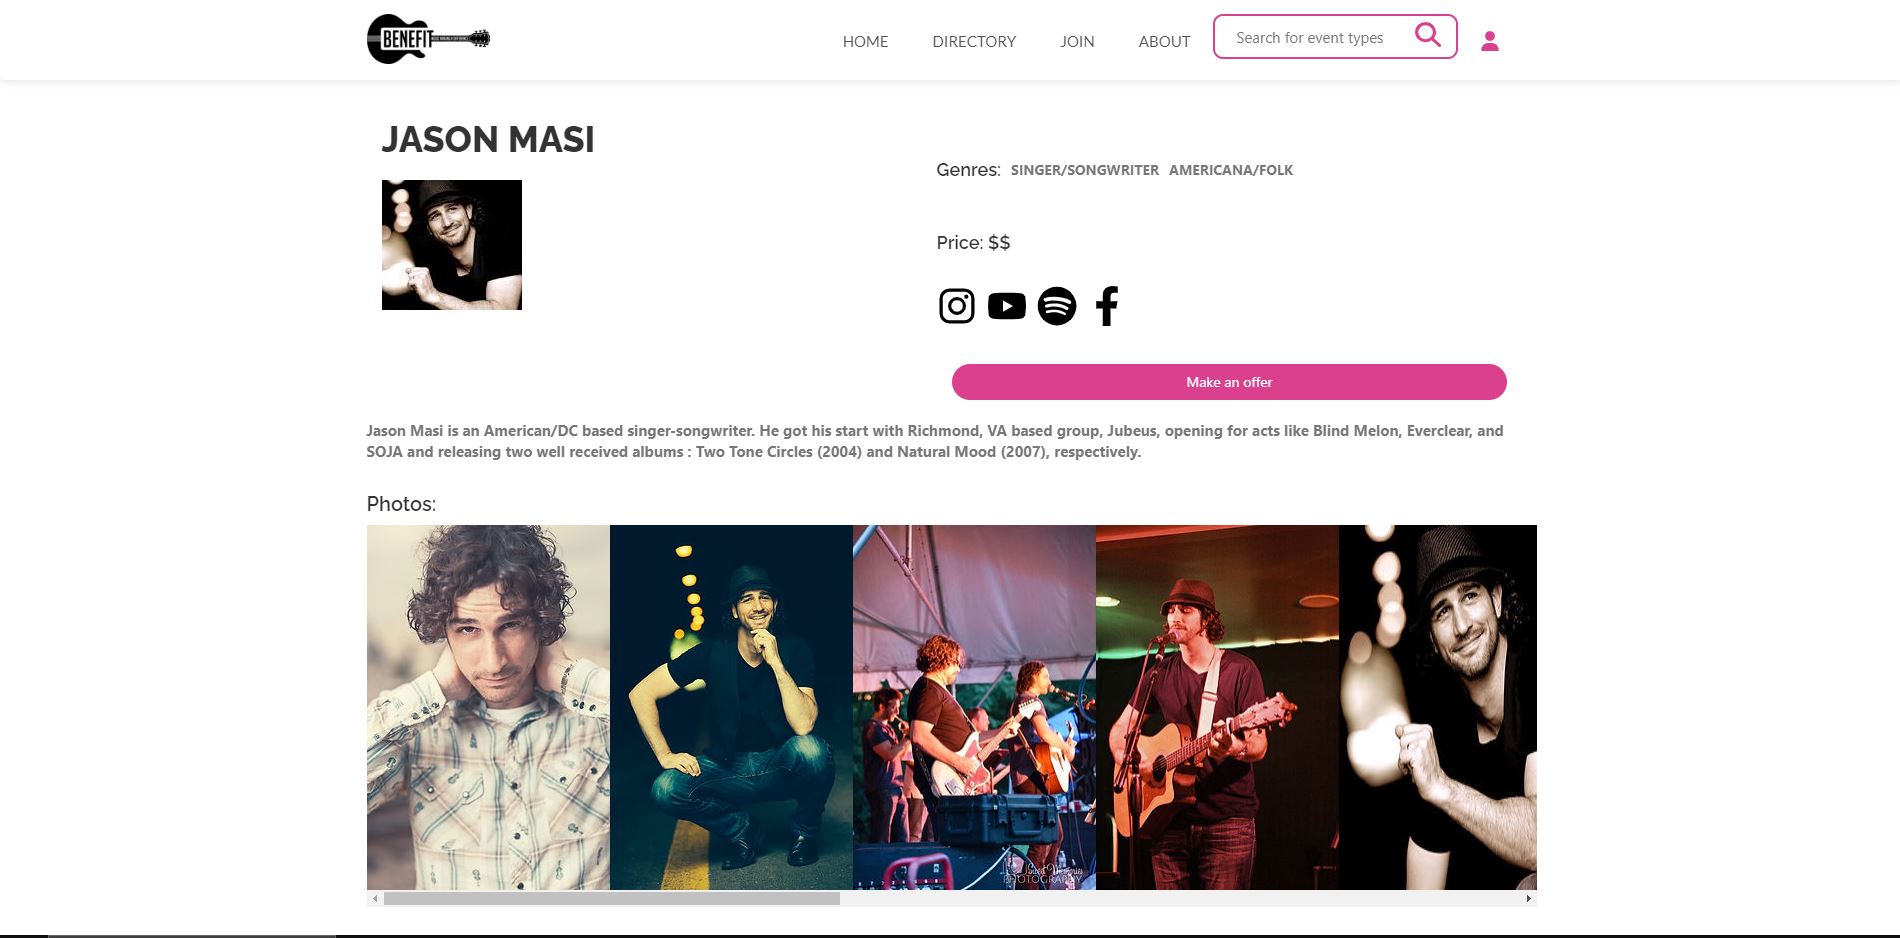 BENEFIT
HOME
DIRECTORY
JOIN
ABOUT
Search for event types
JASON MASI
Genres: SINGER/SONGWRITER AMERICANA/FOLK
Price: $$
Make an offer
Jason Masi is an American/DC based singer-songwriter. He got his start with Richmond, VA based group, Jubeus, opening for acts like Blind Melon, Everclear, and
SOJA and releasing two well received albums : Two Tone Circles (2004) and Natural Mood (2007), respectively.
Photos:
PHOTOGRAPHY